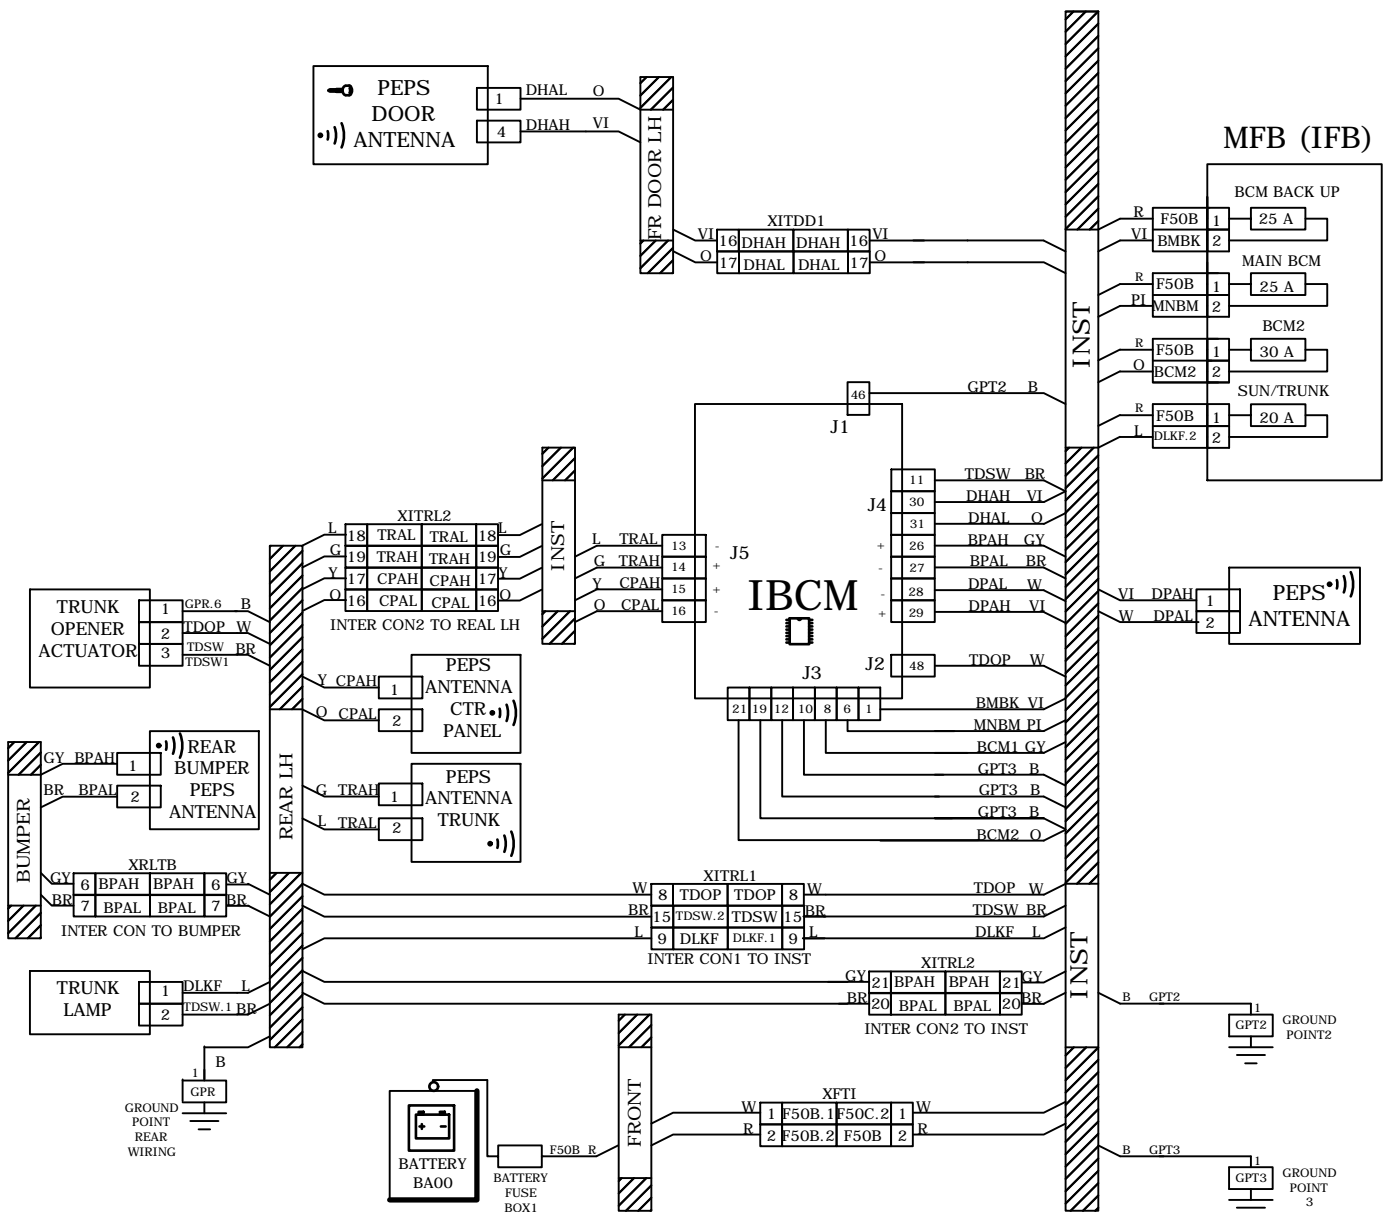 PEPS
DOOR
ANTENNA
1 DHAL O
4 DHAH VI
FR DOOR LH
XITDD1
VI 16 DHAH DHAH 16 VI
O 17 DHAL DHAL 17 O
INST
MFB (IFB)
BCM BACK UP
R F50B 1 25 A
VI BMBK 2
MAIN BCM
R F50B 1 25 A
PI MNBM 2
BCM2
R F50B 1 30 A
O BCM2 2
SUN/TRUNK
R F50B 1 20 A
L DLKF.2 2
46 GPT2 B
J1
IBCM
J4
11 TDSW BR
30 DHAH VI
31 DHAL O
+ 26 BPAH GY
- 27 BPAL BR
- 28 DPAL W
+ 29 DPAH VI
J2 48 TDOP W
J3
21 19 12 10 8 6 1
BMBK VI
MNBM PI
BCM1 GY
GPT3 B
GPT3 B
GPT3 B
BCM2 O
J5
L TRAL 13 -
G TRAH 14 +
Y CPAH 15 +
O CPAL 16 -
INST
XITRL2
L 18 TRAL TRAL 18 L
G 19 TRAH TRAH 19 G
Y 17 CPAH CPAH 17 Y
O 16 CPAL CPAL 16 O
INTER CON2 TO REAL LH
VI DPAH 1
W DPAL 2
PEPS
ANTENNA
TRUNK
OPENER
ACTUATOR
1 GPR.6 B
2 TDOP W
3 TDSW BR
TDSW1
REAR LH
Y CPAH 1
O CPAL 2
PEPS
ANTENNA
CTR
PANEL
G TRAH 1
L TRAL 2
PEPS
ANTENNA
TRUNK
BUMPER
GY BPAH 1
BR BPAL 2
REAR
BUMPER
PEPS
ANTENNA
XRLTB
GY 6 BPAH BPAH 6 GY
BR 7 BPAL BPAL 7 BR
INTER CON TO BUMPER
XITRL1
W 8 TDOP TDOP 8 W TDOP W
BR 15 TDSW.2 TDSW 15 BR TDSW BR
L 9 DLKF DLKF.1 9 L DLKF L
INTER CON1 TO INST
XITRL2
GY 21 BPAH BPAH 21 GY
BR 20 BPAL BPAL 20 BR
INTER CON2 TO INST
INST
TRUNK
LAMP
1 DLKF L
2 TDSW.1 BR
B
1
GPR
GROUND
POINT
REAR
WIRING
B GPT2 1
GPT2
GROUND
POINT2
BATTERY
BA00
+ -
BATTERY
FUSE
BOX1
F50B R
FRONT
XFTI
W 1 F50B.1 F50C.2 1 W
R 2 F50B.2 F50B 2 R
B GPT3 1
GPT3
GROUND
POINT
3